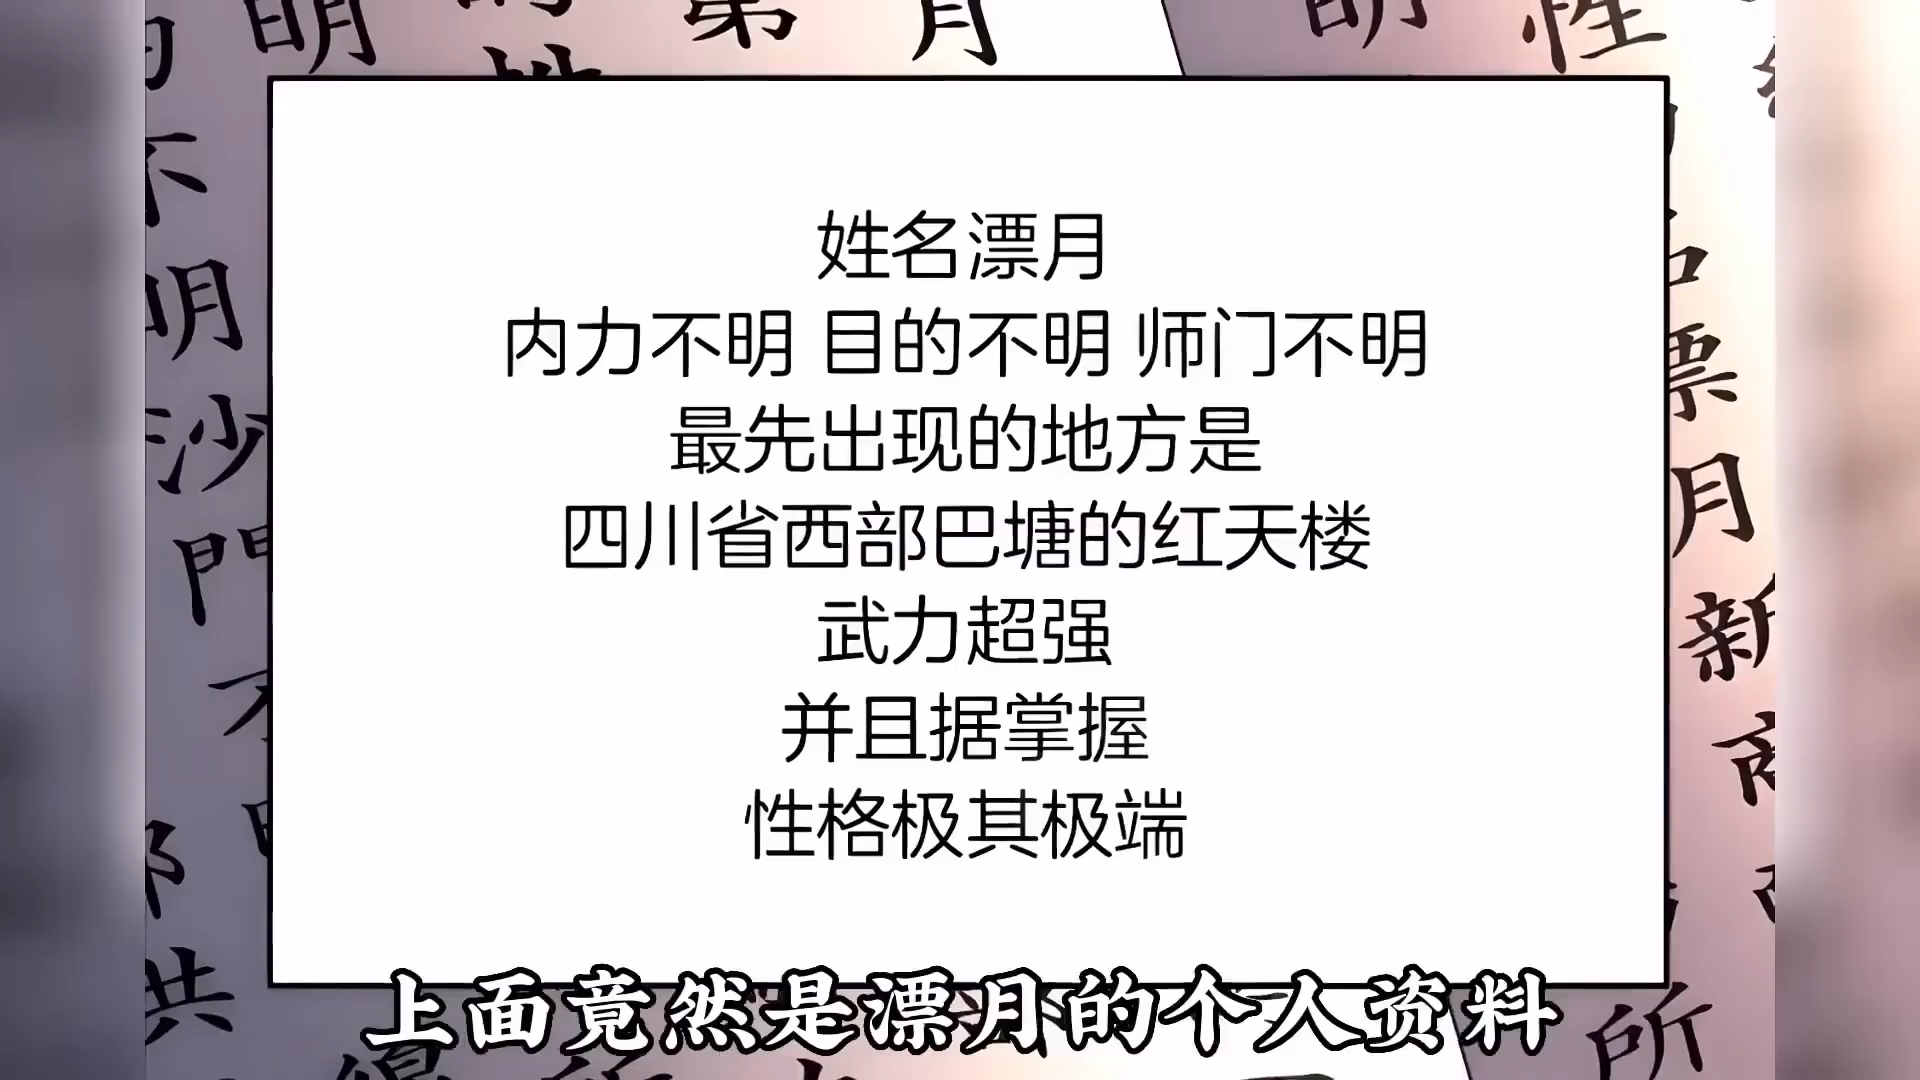 姓名漂月
内力不明 目的不明 师门不明
最先出现的地方是
四川省西部巴塘的红天楼
武力超强
并且据掌握
性格极其极端
上面竟然是漂月的个人资料